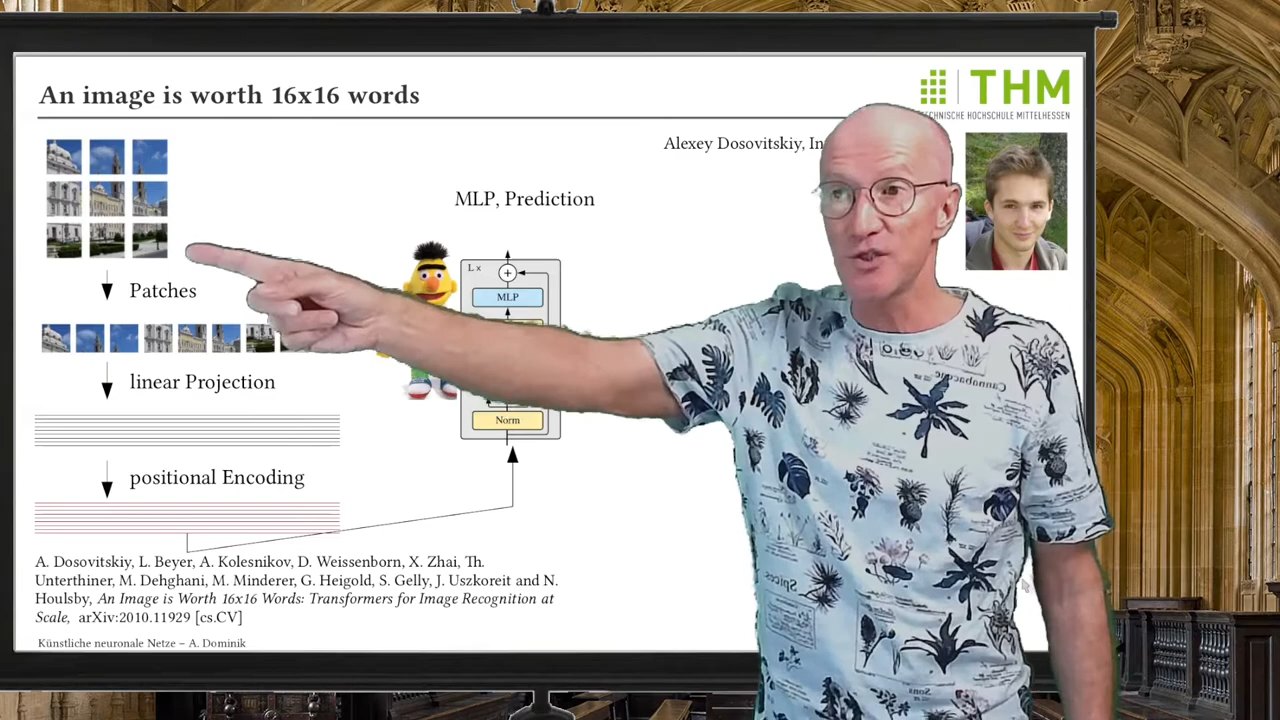 An image is worth 16x16 words
THM
TECHNISCHE HOCHSCHULE MITTELHESSEN
Alexey Dosovitskiy, In
MLP, Prediction
L x
+
MLP
Patches
linear Projection
Norm
positional Encoding
A. Dosovitskiy, L. Beyer, A. Kolesnikov, D. Weissenborn, X. Zhai, Th.
Unterthiner, M. Dehghani, M. Minderer, G. Heigold, S. Gelly, J. Uszkoreit and N.
Houlsby, An Image is Worth 16x16 Words: Transformers for Image Recognition at
Scale, arXiv:2010.11929 [cs.CV]
Künstliche neuronale Netze – A. Dominik
Cannabaceae
Spices